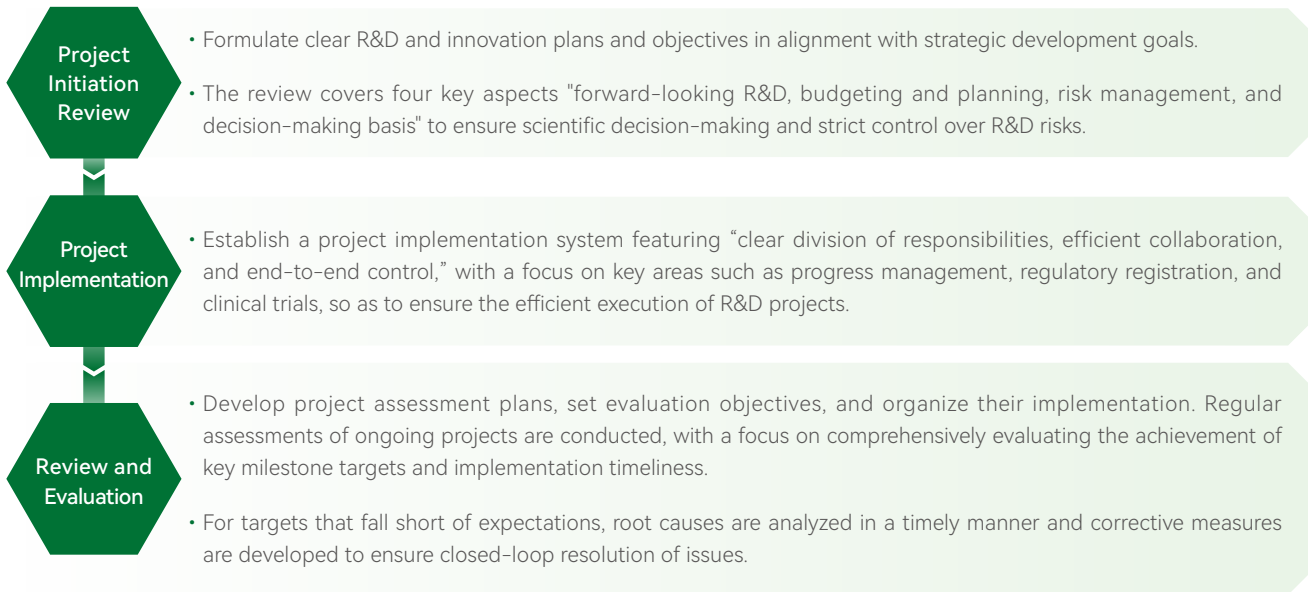 Project
Initiation
Review
• Formulate clear R&D and innovation plans and objectives in alignment with strategic development goals.
• The review covers four key aspects "forward-looking R&D, budgeting and planning, risk management, and
decision-making basis" to ensure scientific decision-making and strict control over R&D risks.
Project
Implementation
• Establish a project implementation system featuring “clear division of responsibilities, efficient collaboration,
and end-to-end control,” with a focus on key areas such as progress management, regulatory registration, and
clinical trials, so as to ensure the efficient execution of R&D projects.
Review and
Evaluation
• Develop project assessment plans, set evaluation objectives, and organize their implementation. Regular
assessments of ongoing projects are conducted, with a focus on comprehensively evaluating the achievement of
key milestone targets and implementation timeliness.
• For targets that fall short of expectations, root causes are analyzed in a timely manner and corrective measures
are developed to ensure closed-loop resolution of issues.